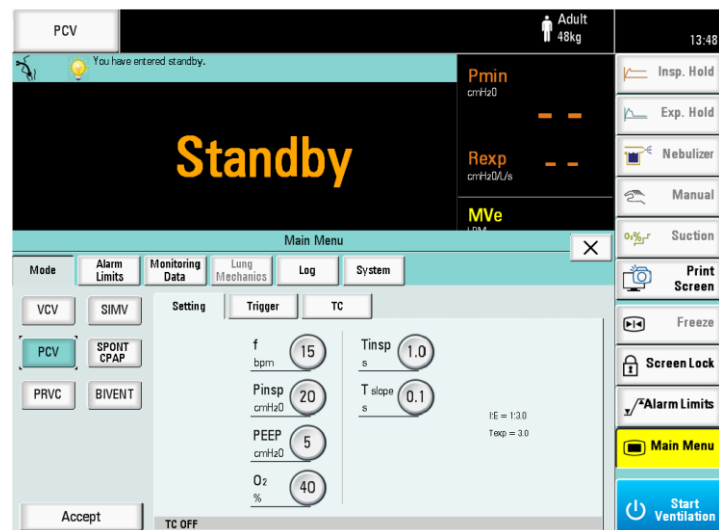 PCV
Adult
48kg
13:48
You have entered standby.
Standby
Pmin
cmH2O
-- 
Rexp
cmH2O/L/s
--
MVe
Insp. Hold
Exp. Hold
Nebulizer
Manual
Suction
Print
Screen
Freeze
Screen Lock
Alarm Limits
Main Menu
Start
Ventilation
Main Menu
Mode
Alarm
Limits
Monitoring
Data
Lung
Mechanics
Log
System
VCV
SIMV
PCV
SPONT
CPAP
PRVC
BIVENT
Accept
Setting
Trigger
TC
f
bpm
15
Pinsp
cmH2O
20
PEEP
cmH2O
5
O2
%
40
Tinsp
s
1.0
T slope
s
0.1
I:E = 1:3.0
Texp = 3.0
TC OFF